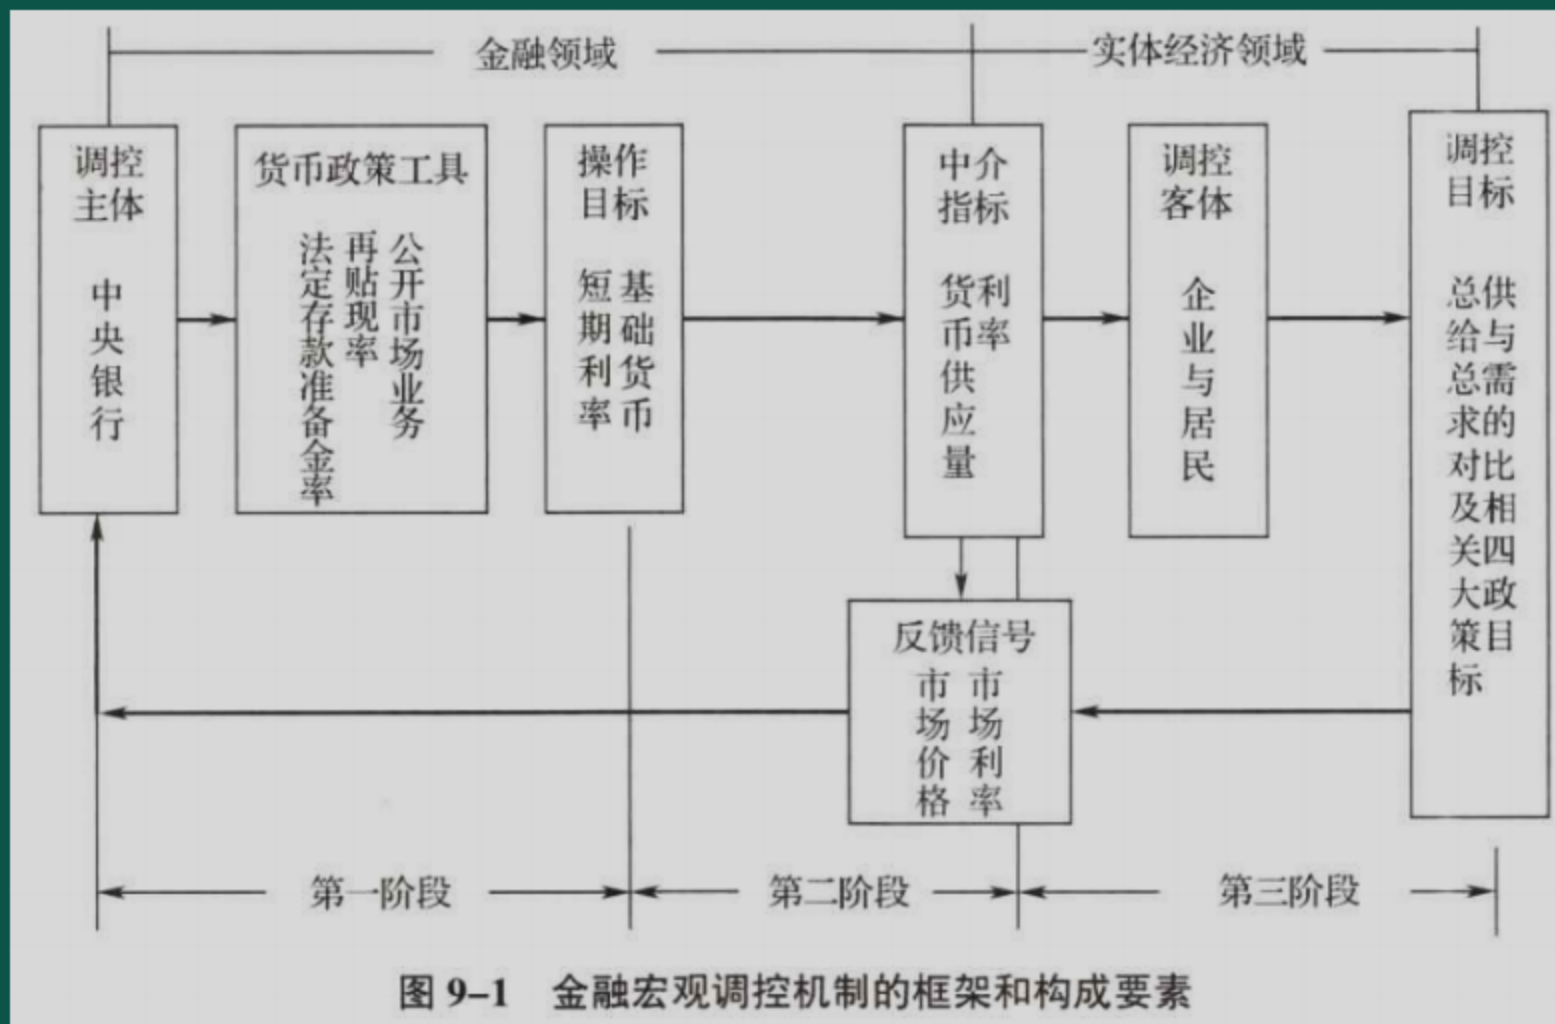 金融领域
实体经济领域
调控
主体
中央银行
货币政策工具
法定存款准备金率
再贴现率
公开市场业务
操作
目标
短期利率
基础货币
中介
指标
货币供应量
利率
调控
客体
企业与居民
调控
目标
总供
给与
总需
求的
对比
及相
关四
大政
策目
标
反馈信号
市场价格
市场利率
第一阶段
第二阶段
第三阶段
图 9-1 金融宏观调控机制的框架和构成要素